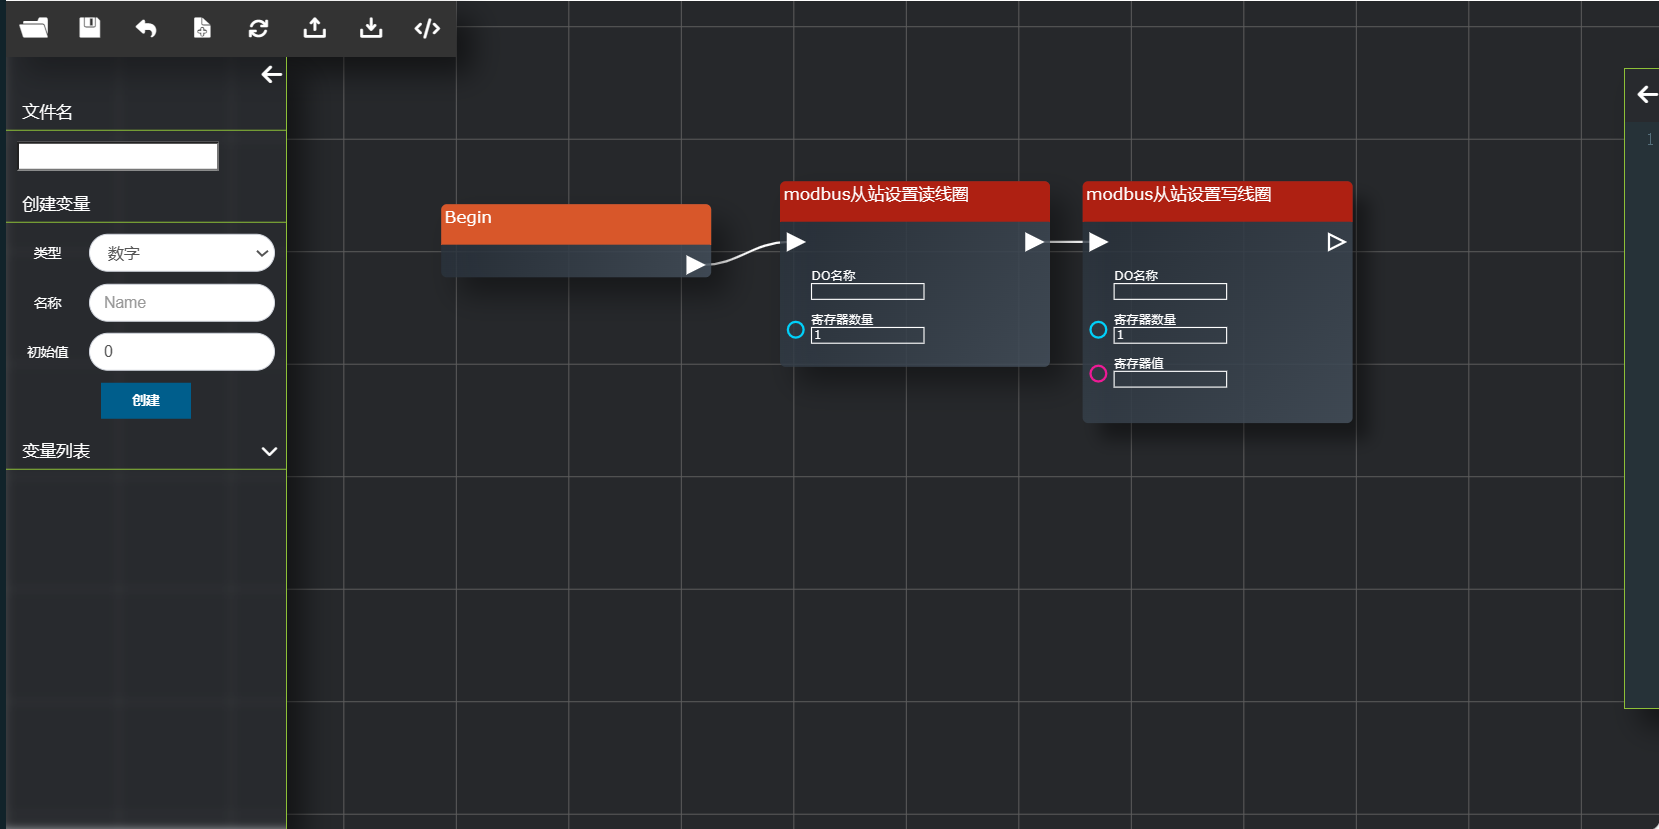 文件名
创建变量
类型
数字
名称
Name
初始值
0
创建
变量列表
Begin
modbus从站设置读线圈
DO名称
寄存器数量
1
modbus从站设置写线圈
DO名称
寄存器数量
1
寄存器值
1